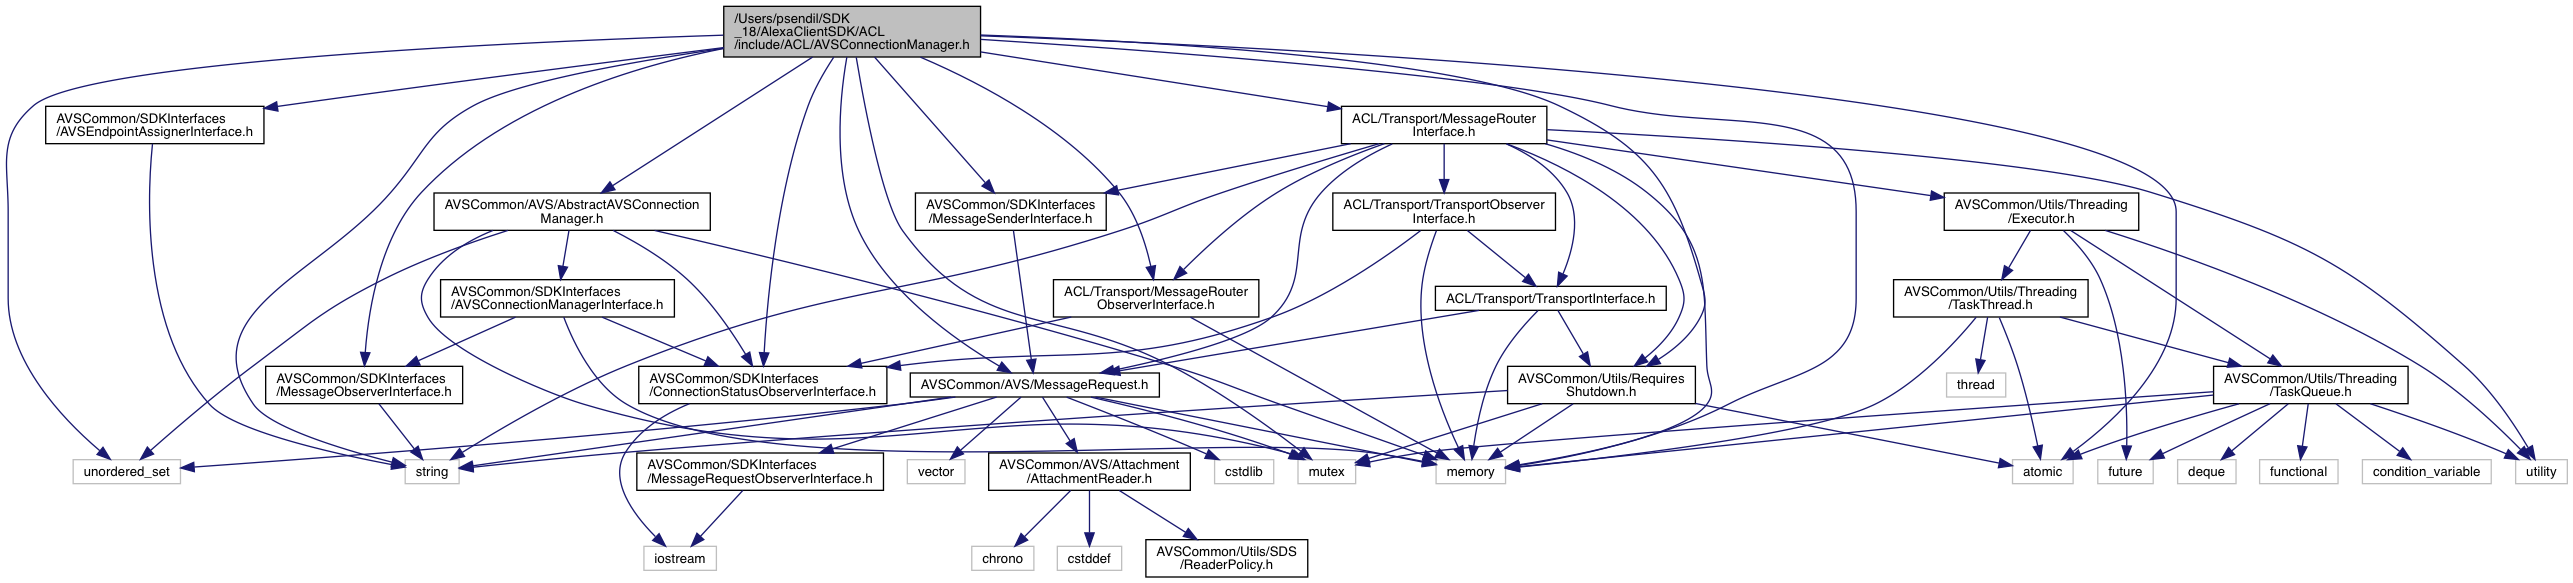 /Users/psendil/SDK
_18/AlexaClientSDK/ACL
/include/ACL/AVSConnectionManager.h
AVSCommon/SDKInterfaces
/AVSEndpointAssignerInterface.h
ACL/Transport/MessageRouter
Interface.h
AVSCommon/AVS/AbstractAVSConnection
Manager.h
AVSCommon/SDKInterfaces
/MessageSenderInterface.h
ACL/Transport/TransportObserver
Interface.h
AVSCommon/Utils/Threading
/Executor.h
AVSCommon/SDKInterfaces
/AVSConnectionManagerInterface.h
ACL/Transport/MessageRouter
ObserverInterface.h
ACL/Transport/TransportInterface.h
AVSCommon/Utils/Threading
/TaskThread.h
AVSCommon/SDKInterfaces
/MessageObserverInterface.h
AVSCommon/SDKInterfaces
/ConnectionStatusObserverInterface.h
AVSCommon/AVS/MessageRequest.h
AVSCommon/Utils/Requires
Shutdown.h
thread
AVSCommon/Utils/Threading
/TaskQueue.h
unordered_set
string
AVSCommon/SDKInterfaces
/MessageRequestObserverInterface.h
vector
AVSCommon/AVS/Attachment
/AttachmentReader.h
cstdlib
mutex
memory
atomic
future
deque
functional
condition_variable
utility
iostream
chrono
cstddef
AVSCommon/Utils/SDS
/ReaderPolicy.h